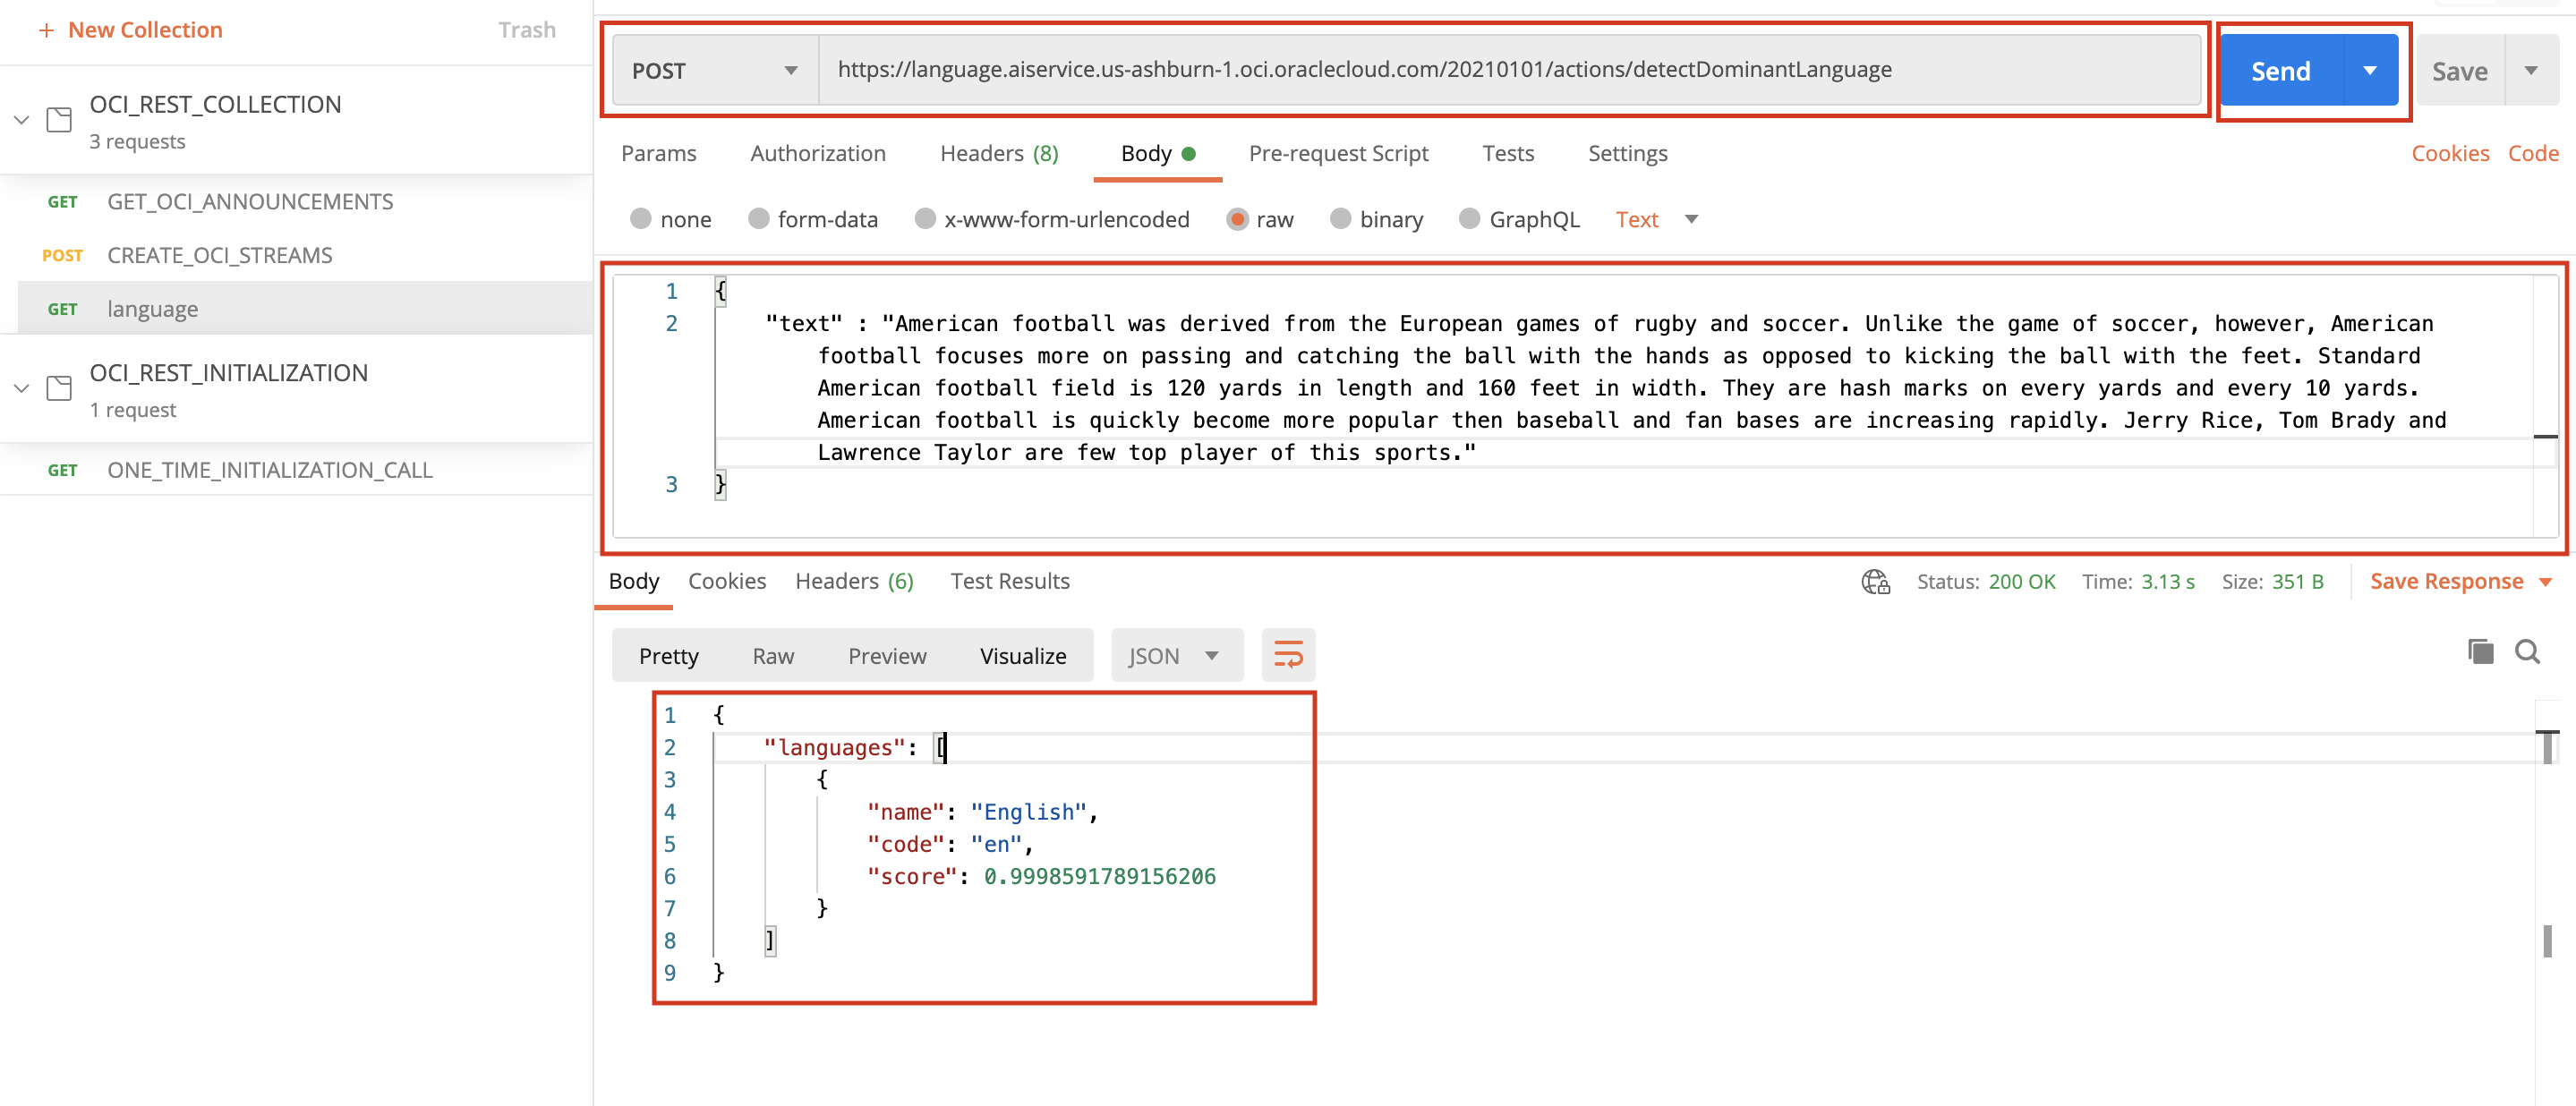 + New Collection
Trash
OCI_REST_COLLECTION
3 requests
GET GET_OCI_ANNOUNCEMENTS
POST CREATE_OCI_STREAMS
GET language
OCI_REST_INITIALIZATION
1 request
GET ONE_TIME_INITIALIZATION_CALL
POST https://language.aiservice.us-ashburn-1.oci.oraclecloud.com/20210101/actions/detectDominantLanguage
Send
Save
Params Authorization Headers (8) Body Pre-request Script Tests Settings
Cookies Code
none form-data x-www-form-urlencoded raw binary GraphQL Text
1 {
2 "text" : "American football was derived from the European games of rugby and soccer. Unlike the game of soccer, however, American
football focuses more on passing and catching the ball with the hands as opposed to kicking the ball with the feet. Standard
American football field is 120 yards in length and 160 feet in width. They are hash marks on every yards and every 10 yards.
American football is quickly become more popular then baseball and fan bases are increasing rapidly. Jerry Rice, Tom Brady and
Lawrence Taylor are few top player of this sports."
3 }
Body Cookies Headers (6) Test Results
Status: 200 OK Time: 3.13 s Size: 351 B
Save Response
Pretty Raw Preview Visualize JSON
1 {
2 "languages": [
3 {
4 "name": "English",
5 "code": "en",
6 "score": 0.9998591789156206
7 }
8 ]
9 }